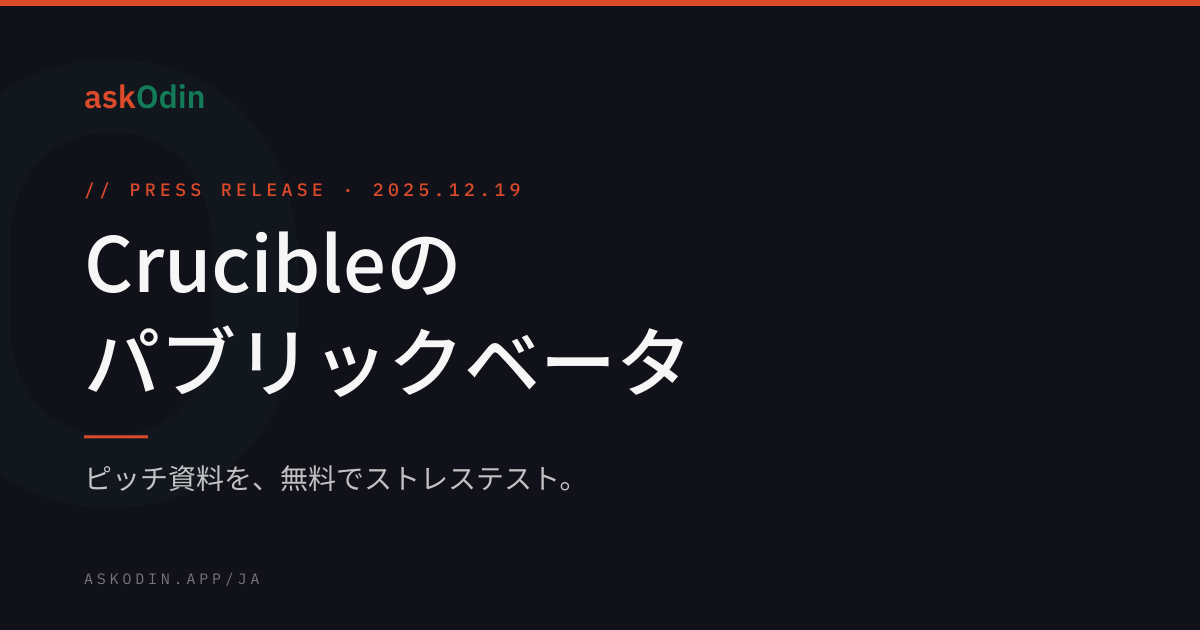 askOdin
// PRESS RELEASE · 2025.12.19
Crucibleの
パブリックベータ
ピッチ資料を、無料でストレステスト。
ASKODIN.APP/JA